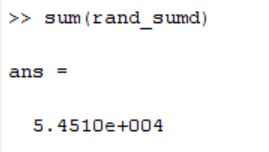 >> sum(rand_sumd)
ans =
5.4510e+004